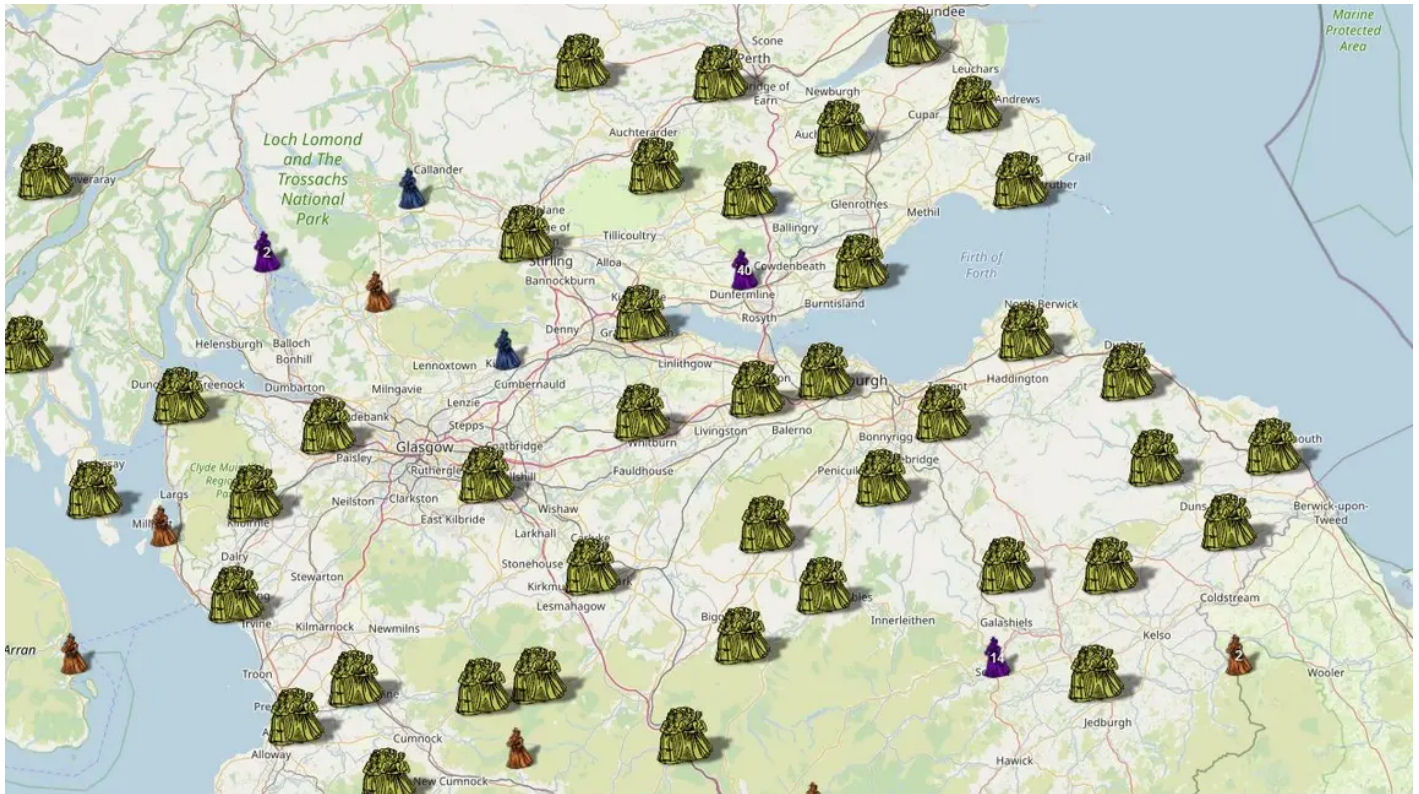 Dundee
Marine
Protected
Area
Scone
Perth
Leuchars
Newburgh
Earn
Andrews
Cupar
Auchterarder
Loch Lomond
and The
Trossachs
National
Park
Callander
Crail
Glenrothes
Methil
Ballingry
Tillicoultry
2
Stirling
Alloa
40
Cowdenbeath
Firth of
Forth
Bannockburn
Dunfermline
Burntisland
North Berwick
Rosyth
Denny
Helensburgh
Balloch
Bonhill
Lennoxtown
Linlithgow
Dunbar
Haddington
Greenock
Dumbarton
Milngavie
Cumbernauld
Lenzie
Stepps
Glasgow
Coatbridge
Whitburn
Livingston
Balerno
Bonnyrigg
Paisley
Fauldhouse
Largs
Neilston
Clarkston
East Kilbride
Wishaw
Larkhall
Berwick-upon-
Tweed
Dalry
Stonehouse
Stewarton
Lesmahagow
Coldstream
Irvine
Kilmarnock
Newmilns
Innerleithen
Galashiels
Kelso
Arran
14
2
Troon
Wooler
Jedburgh
Cumnock
Alloway
Hawick
New Cumnock